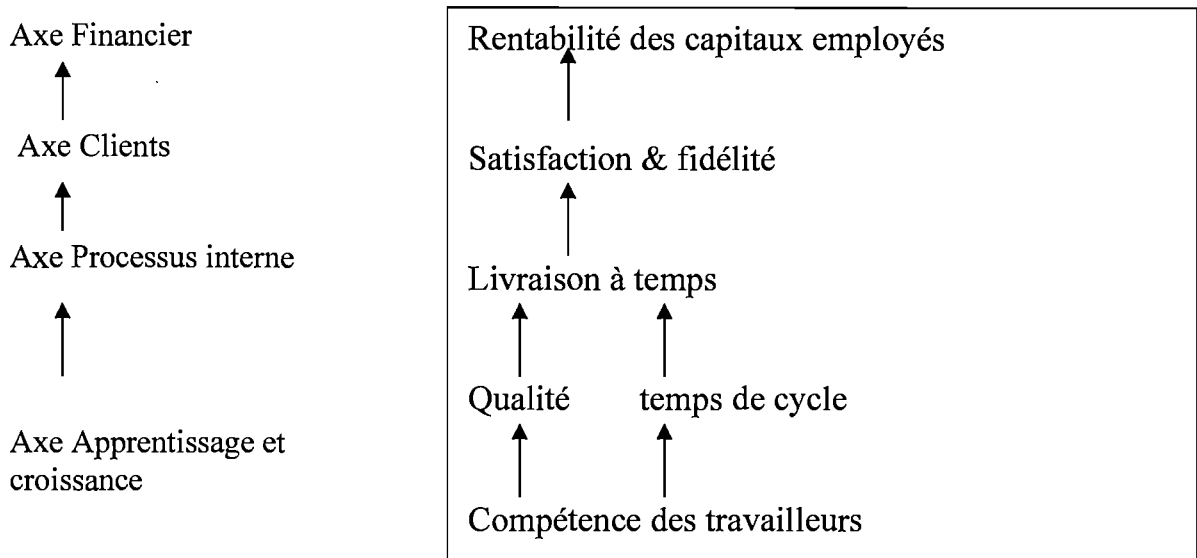 Axe Financier
Axe Clients
Axe Processus interne
Axe Apprentissage et
croissance
Rentabilité des capitaux employés
Satisfaction & fidélité
Livraison à temps
Qualité temps de cycle
Compétence des travailleurs